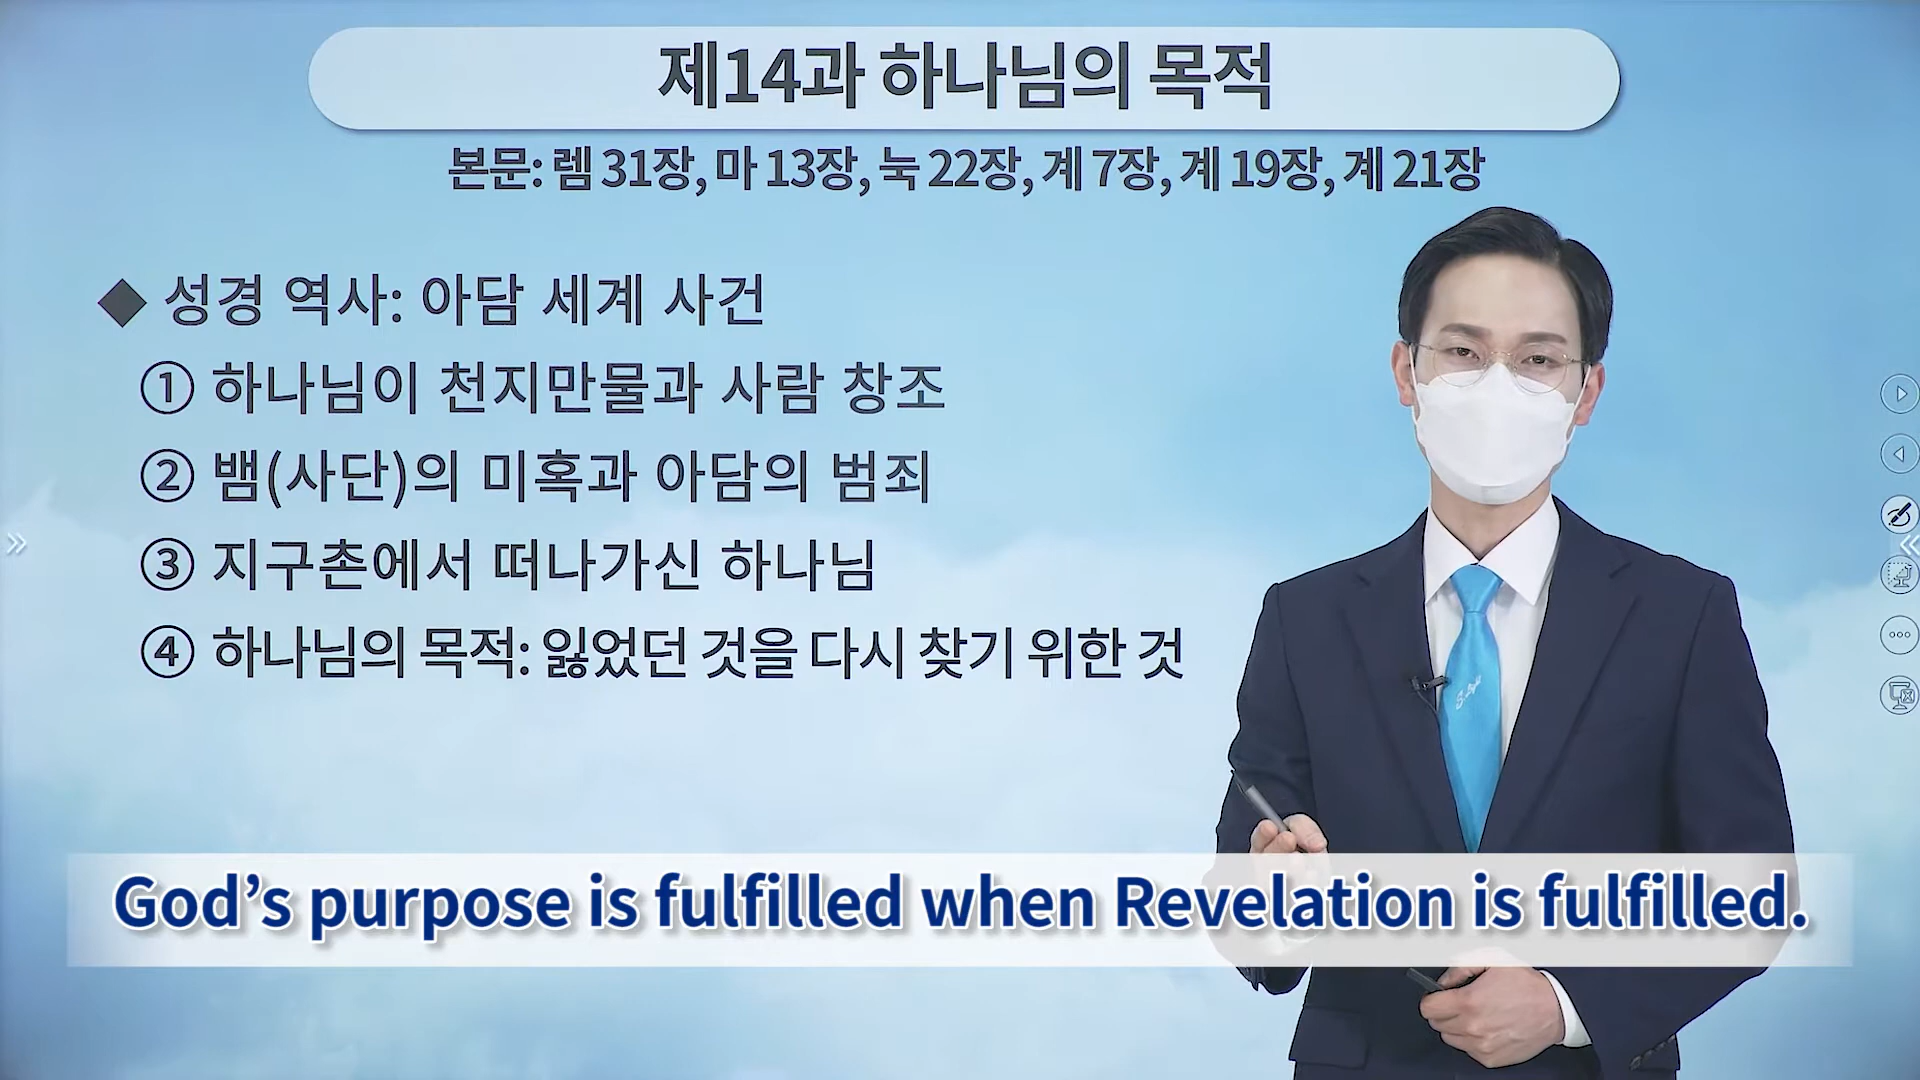 제14과 하나님의 목적
본문: 렘 31장, 마 13장, 눅 22장, 계 7장, 계 19장, 계 21장
◆ 성경 역사: 아담 세계 사건
① 하나님이 천지만물과 사람 창조
② 뱀(사단)의 미혹과 아담의 범죄
③ 지구촌에서 떠나가신 하나님
④ 하나님의 목적: 잃었던 것을 다시 찾기 위한 것
God’s purpose is fulfilled when Revelation is fulfilled.